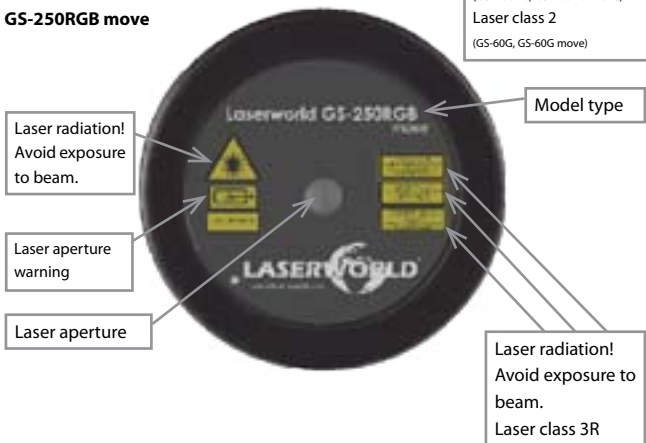 GS-250RGB move
Laser class 2
(GS-60G, GS-60G move)
Laserworld GS-250RGB
move
Model type
Laser radiation!
Avoid exposure
to beam.
Laser aperture
warning
LASERWORLD
Laser aperture
Laser radiation!
Avoid exposure to
beam.
Laser class 3R